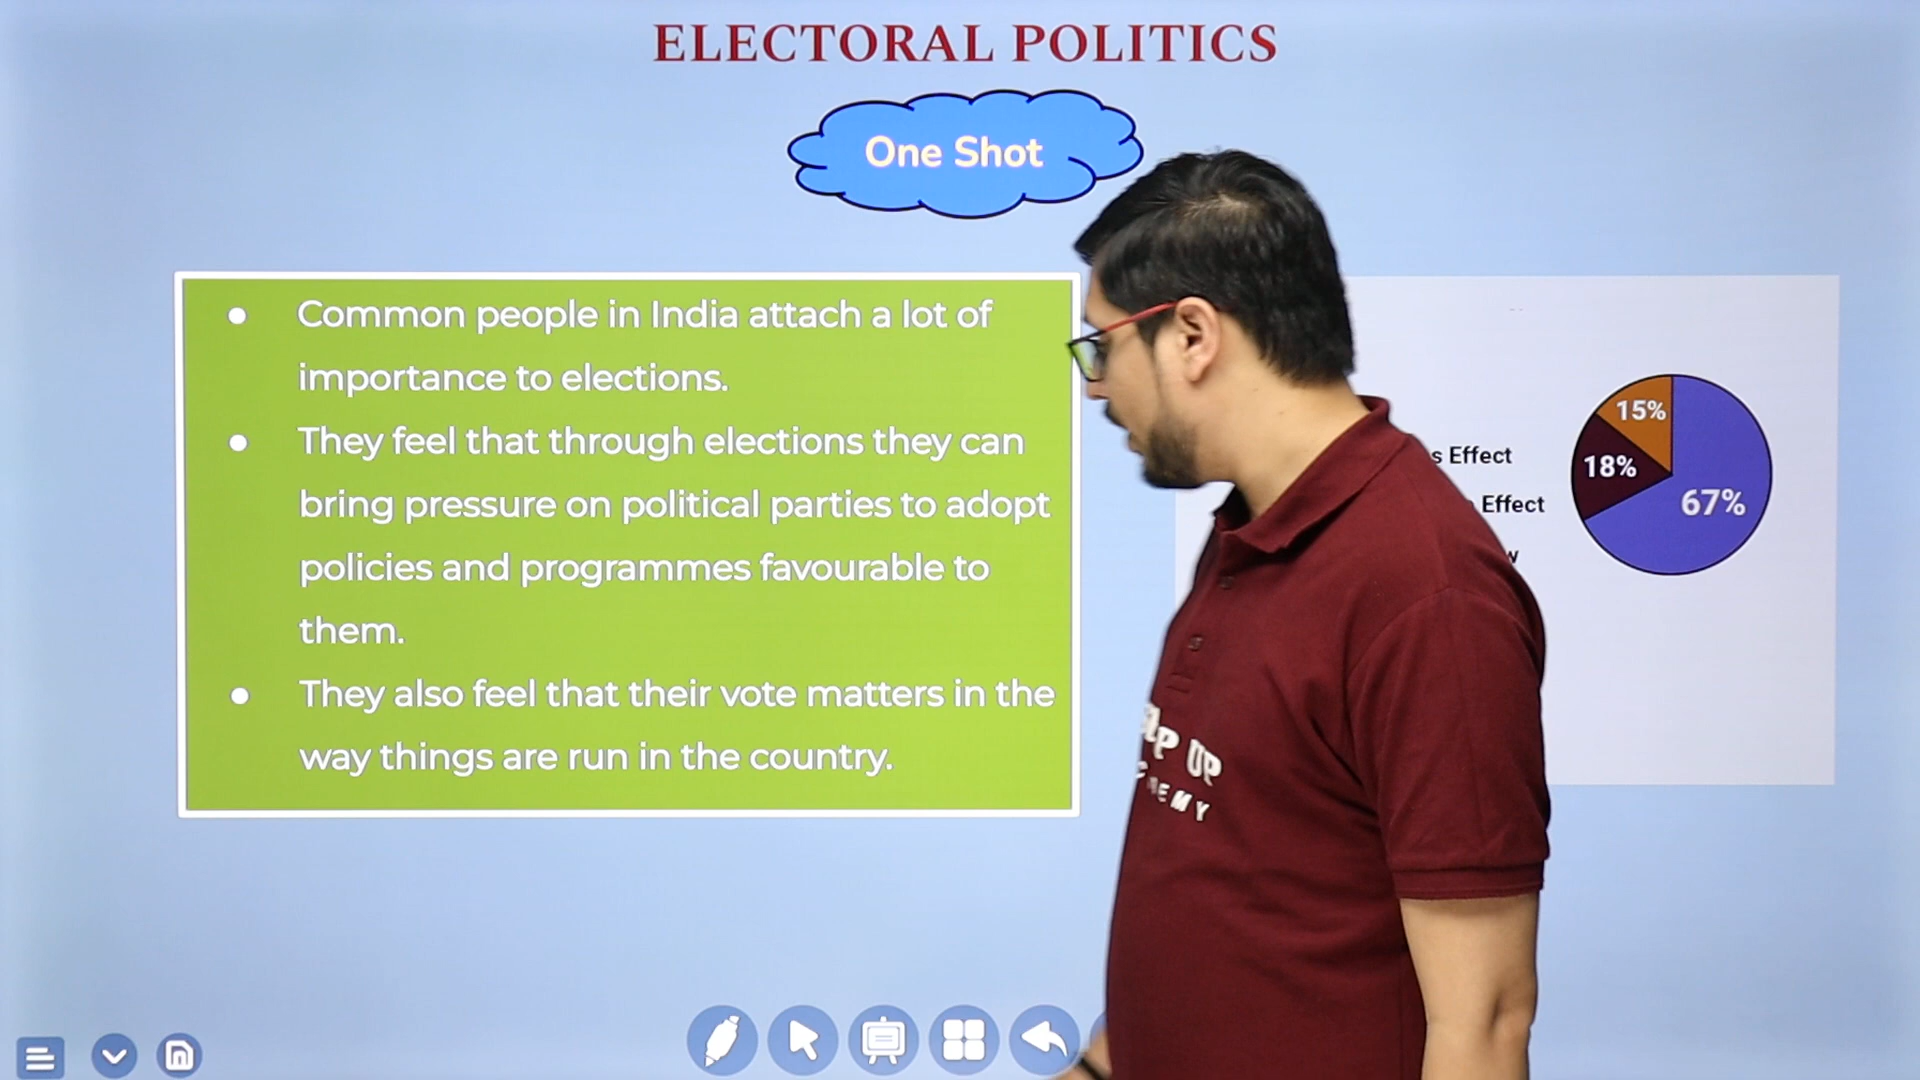 ELECTORAL POLITICS
One Shot
Common people in India attach a lot of
importance to elections.
They feel that through elections they can
bring pressure on political parties to adopt
policies and programmes favourable to
them.
They also feel that their vote matters in the
way things are run in the country.
15%
18%
67%
Effect
Effect
UP